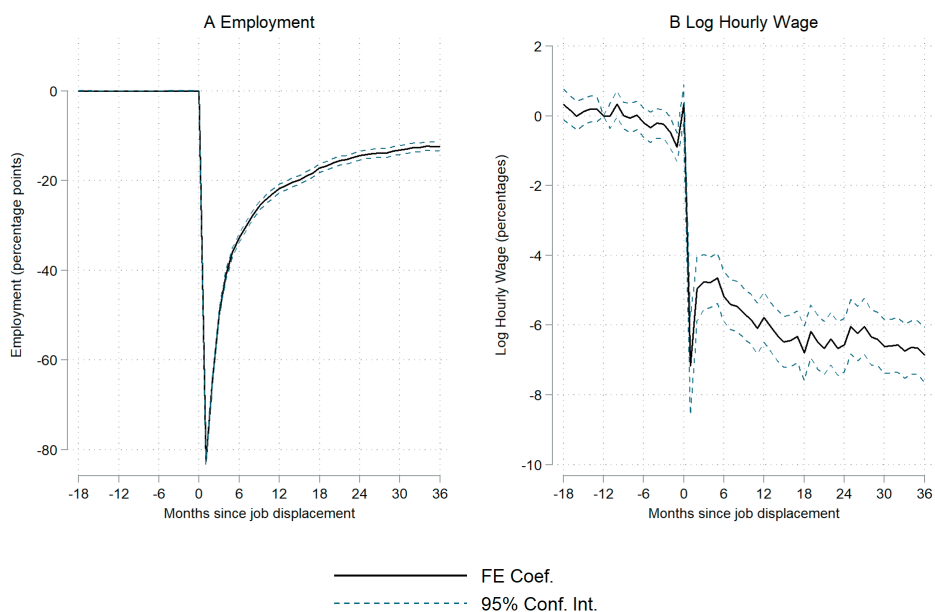 A Employment
Employment (percentage points)
0
-20
-40
-60
-80
-18 -12 -6 0 6 12 18 24 30 36
Months since job displacement
B Log Hourly Wage
Log Hourly Wage (percentages)
2
0
-2
-4
-6
-8
-10
-18 -12 -6 0 6 12 18 24 30 36
Months since job displacement
FE Coef.
95% Conf. Int.